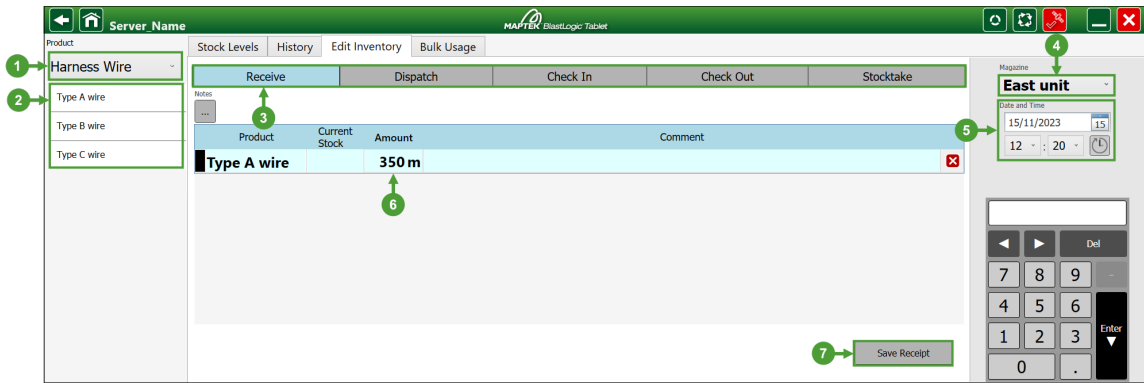 Server_Name
MAPTEK BlastLogic Tablet
Product
Harness Wire
Type A wire
Type B wire
Type C wire
Stock Levels History Edit Inventory Bulk Usage
Receive Dispatch Check In Check Out Stocktake
Notes
...
Product Current Stock Amount Comment
Type A wire 350 m
Save Receipt
Magazine
East unit
Date and Time
15/11/2023 15
12 : 20
Del
7 8 9 -
4 5 6
1 2 3 Enter
0 .
1
2
3
4
5
6
7